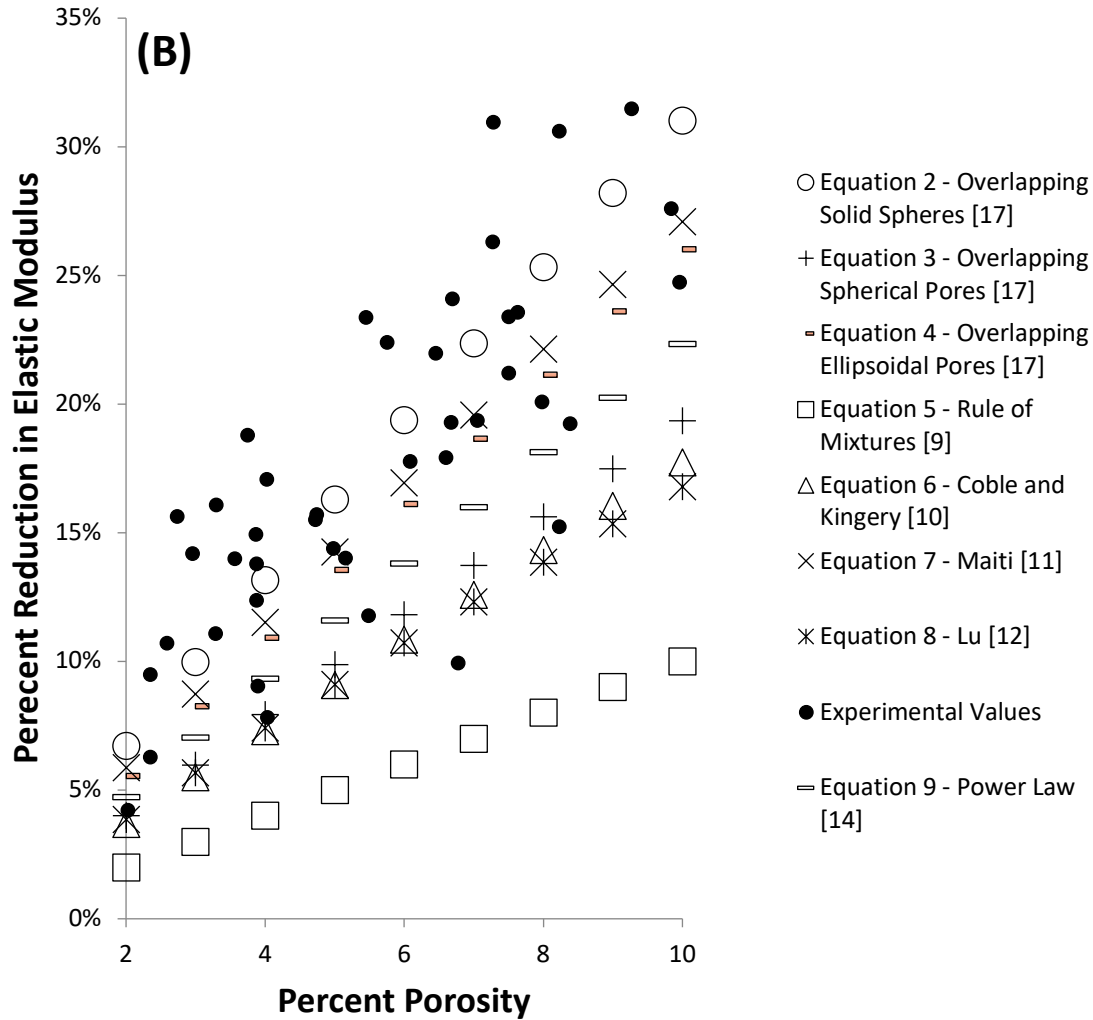 (B)
35%
30%
25%
20%
15%
10%
5%
0%
2
4
6
8
10
Perecent Reduction in Elastic Modulus
Percent Porosity
Equation 2 - Overlapping
Solid Spheres [17]
Equation 3 - Overlapping
Spherical Pores [17]
Equation 4 - Overlapping
Ellipsoidal Pores [17]
Equation 5 - Rule of
Mixtures [9]
Equation 6 - Coble and
Kingery [10]
Equation 7 - Maiti [11]
Equation 8 - Lu [12]
Experimental Values
Equation 9 - Power Law
[14]